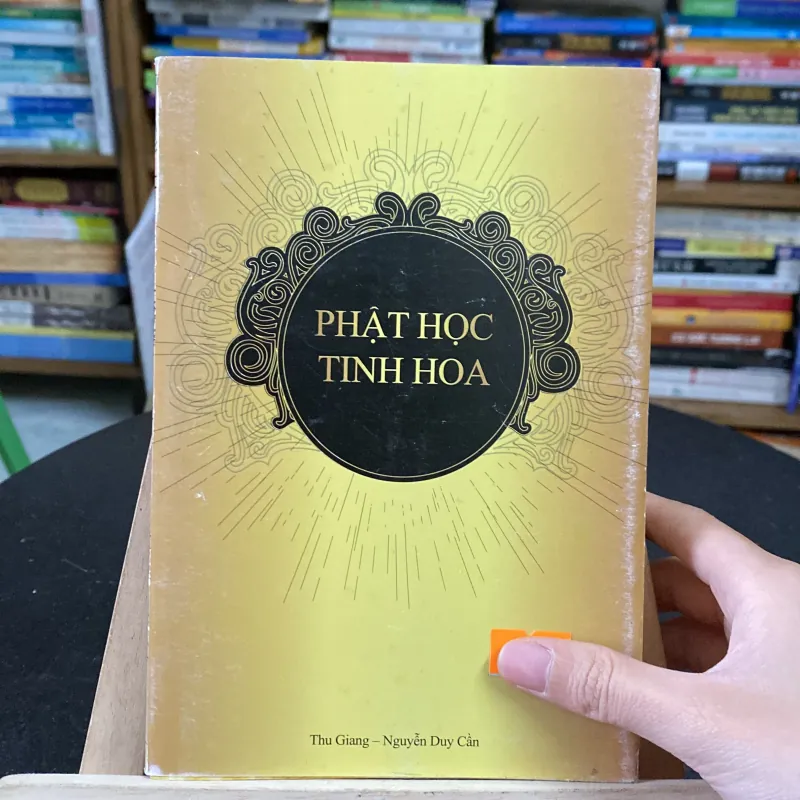 PHẬT HỌC
TINH HOA
Thu Giang – Nguyễn Duy Cần